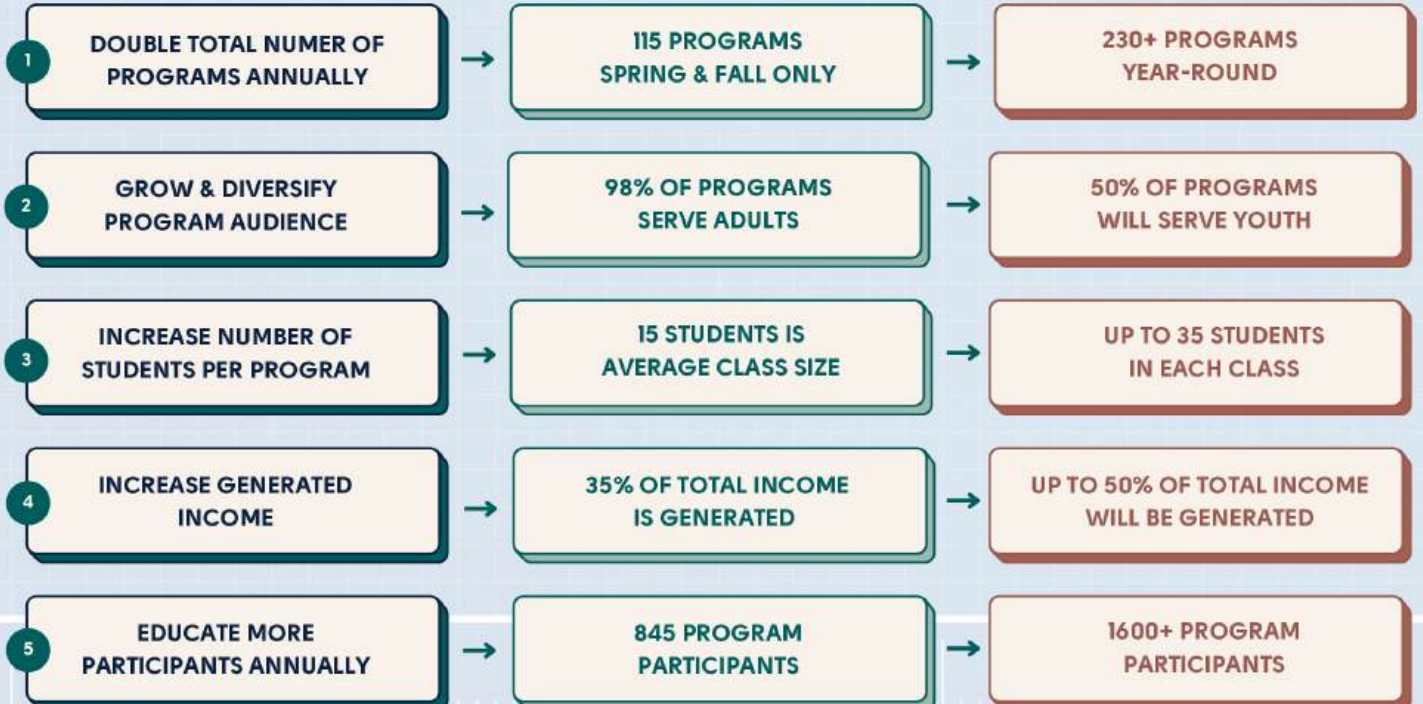 1
DOUBLE TOTAL NUMER OF
PROGRAMS ANNUALLY
115 PROGRAMS
SPRING & FALL ONLY
230+ PROGRAMS
YEAR-ROUND
2
GROW & DIVERSIFY
PROGRAM AUDIENCE
98% OF PROGRAMS
SERVE ADULTS
50% OF PROGRAMS
WILL SERVE YOUTH
3
INCREASE NUMBER OF
STUDENTS PER PROGRAM
15 STUDENTS IS
AVERAGE CLASS SIZE
UP TO 35 STUDENTS
IN EACH CLASS
4
INCREASE GENERATED
INCOME
35% OF TOTAL INCOME
IS GENERATED
UP TO 50% OF TOTAL INCOME
WILL BE GENERATED
5
EDUCATE MORE
PARTICIPANTS ANNUALLY
845 PROGRAM
PARTICIPANTS
1600+ PROGRAM
PARTICIPANTS